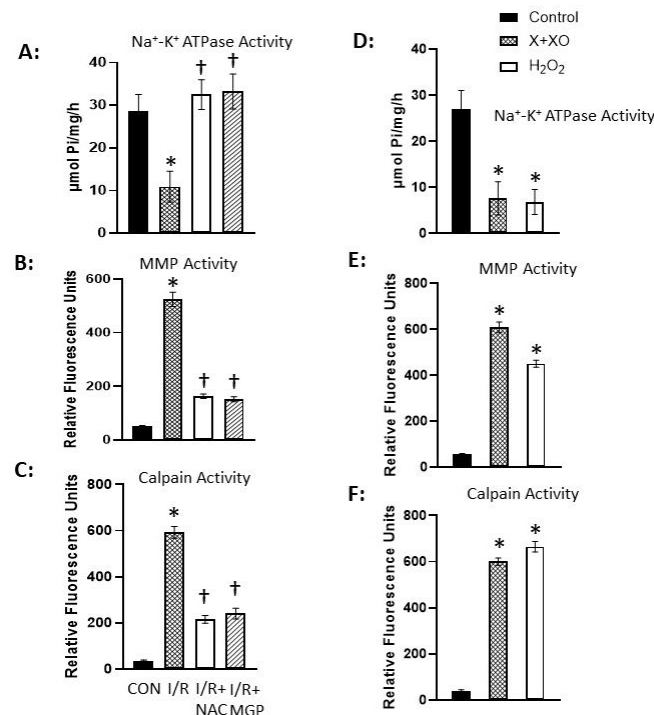 A:
Na⁺-K⁺ ATPase Activity
µmol Pi/mg/h
40
30
20
10
0
*
†
†
B:
MMP Activity
Relative Fluorescence Units
600
400
200
0
*
†
†
C:
Calpain Activity
Relative Fluorescence Units
800
600
400
200
0
*
†
†
CON I/R I/R+ I/R+
NAC MGP
D:
Control
X+XO
H₂O₂
Na⁺-K⁺ ATPase Activity
µmol Pi/mg/h
40
30
20
10
0
*
*
E:
MMP Activity
Relative Fluorescence Units
800
600
400
200
0
*
*
F:
Calpain Activity
Relative Fluorescence Units
800
600
400
200
0
*
*